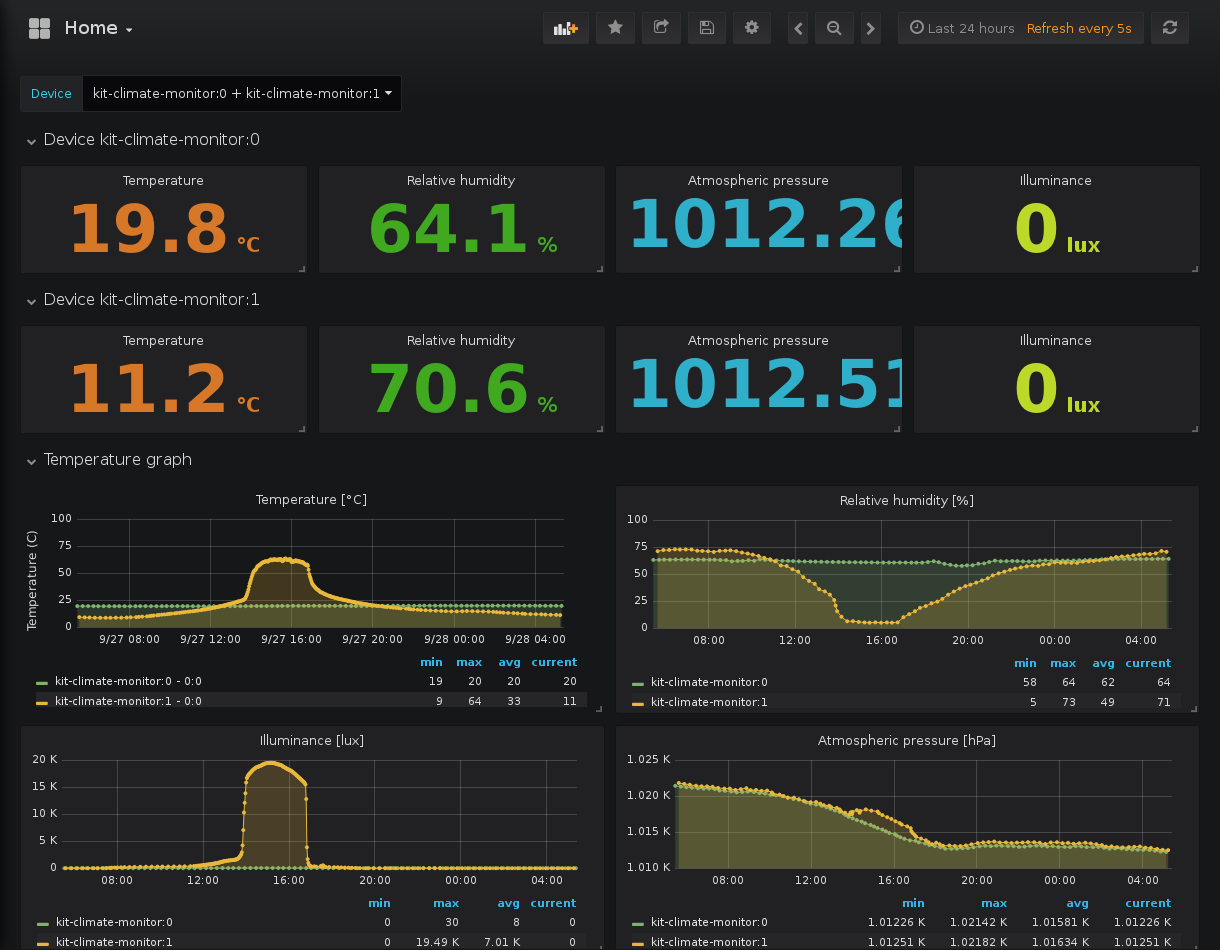 Home
Last 24 hours Refresh every 5s
Device kit-climate-monitor:0 + kit-climate-monitor:1
Device kit-climate-monitor:0
Temperature Relative humidity Atmospheric pressure Illuminance
19.8 °C 64.1 % 1012.26 0 lux
Device kit-climate-monitor:1
Temperature Relative humidity Atmospheric pressure Illuminance
11.2 °C 70.6 % 1012.51 0 lux
Temperature graph
Temperature [°C]
Temperature (C)
100
75
50
25
0
9/27 08:00 9/27 12:00 9/27 16:00 9/27 20:00 9/28 00:00 9/28 04:00
min max avg current
kit-climate-monitor:0 - 0:0 19 20 20 20
kit-climate-monitor:1 - 0:0 9 64 33 11
Relative humidity [%]
100
75
50
25
0
08:00 12:00 16:00 20:00 00:00 04:00
min max avg current
kit-climate-monitor:0 58 64 62 64
kit-climate-monitor:1 5 73 49 71
Illuminance [lux]
20 K
15 K
10 K
5 K
0
08:00 12:00 16:00 20:00 00:00 04:00
min max avg current
kit-climate-monitor:0 0 30 8 0
kit-climate-monitor:1 0 19.49 K 7.01 K 0
Atmospheric pressure [hPa]
1.025 K
1.020 K
1.015 K
1.010 K
08:00 12:00 16:00 20:00 00:00 04:00
min max avg current
kit-climate-monitor:0 1.01226 K 1.02142 K 1.01581 K 1.01226 K
kit-climate-monitor:1 1.01251 K 1.02182 K 1.01634 K 1.01251 K